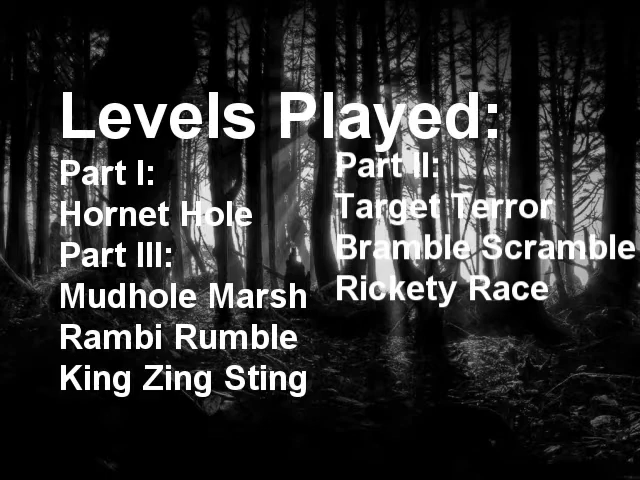 Levels Played:
Part I:
Hornet Hole
Part III:
Mudhole Marsh
Rambi Rumble
King Zing Sting
Part II:
Target Terror
Bramble Scramble
Rickety Race